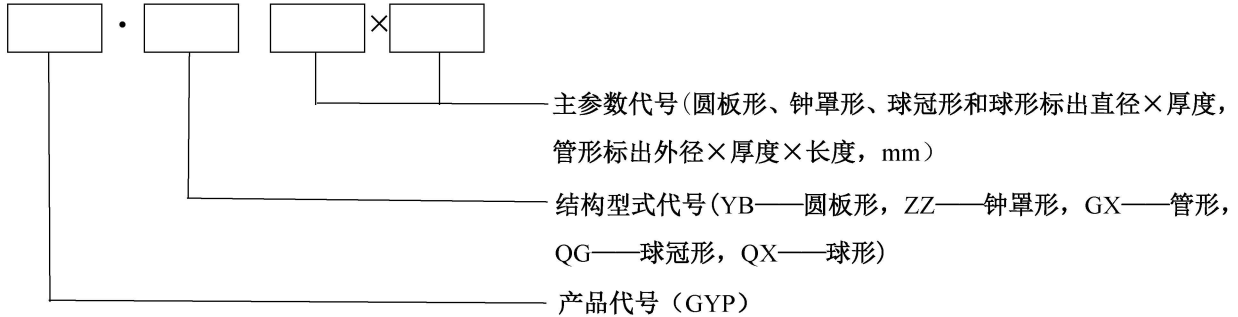 · ×
主参数代号(圆板形、钟罩形、球冠形和球形标出直径×厚度，
管形标出外径×厚度×长度，mm）
结构型式代号(YB——圆板形，ZZ——钟罩形，GX——管形，
QG——球冠形，QX——球形)
产品代号（GYP）